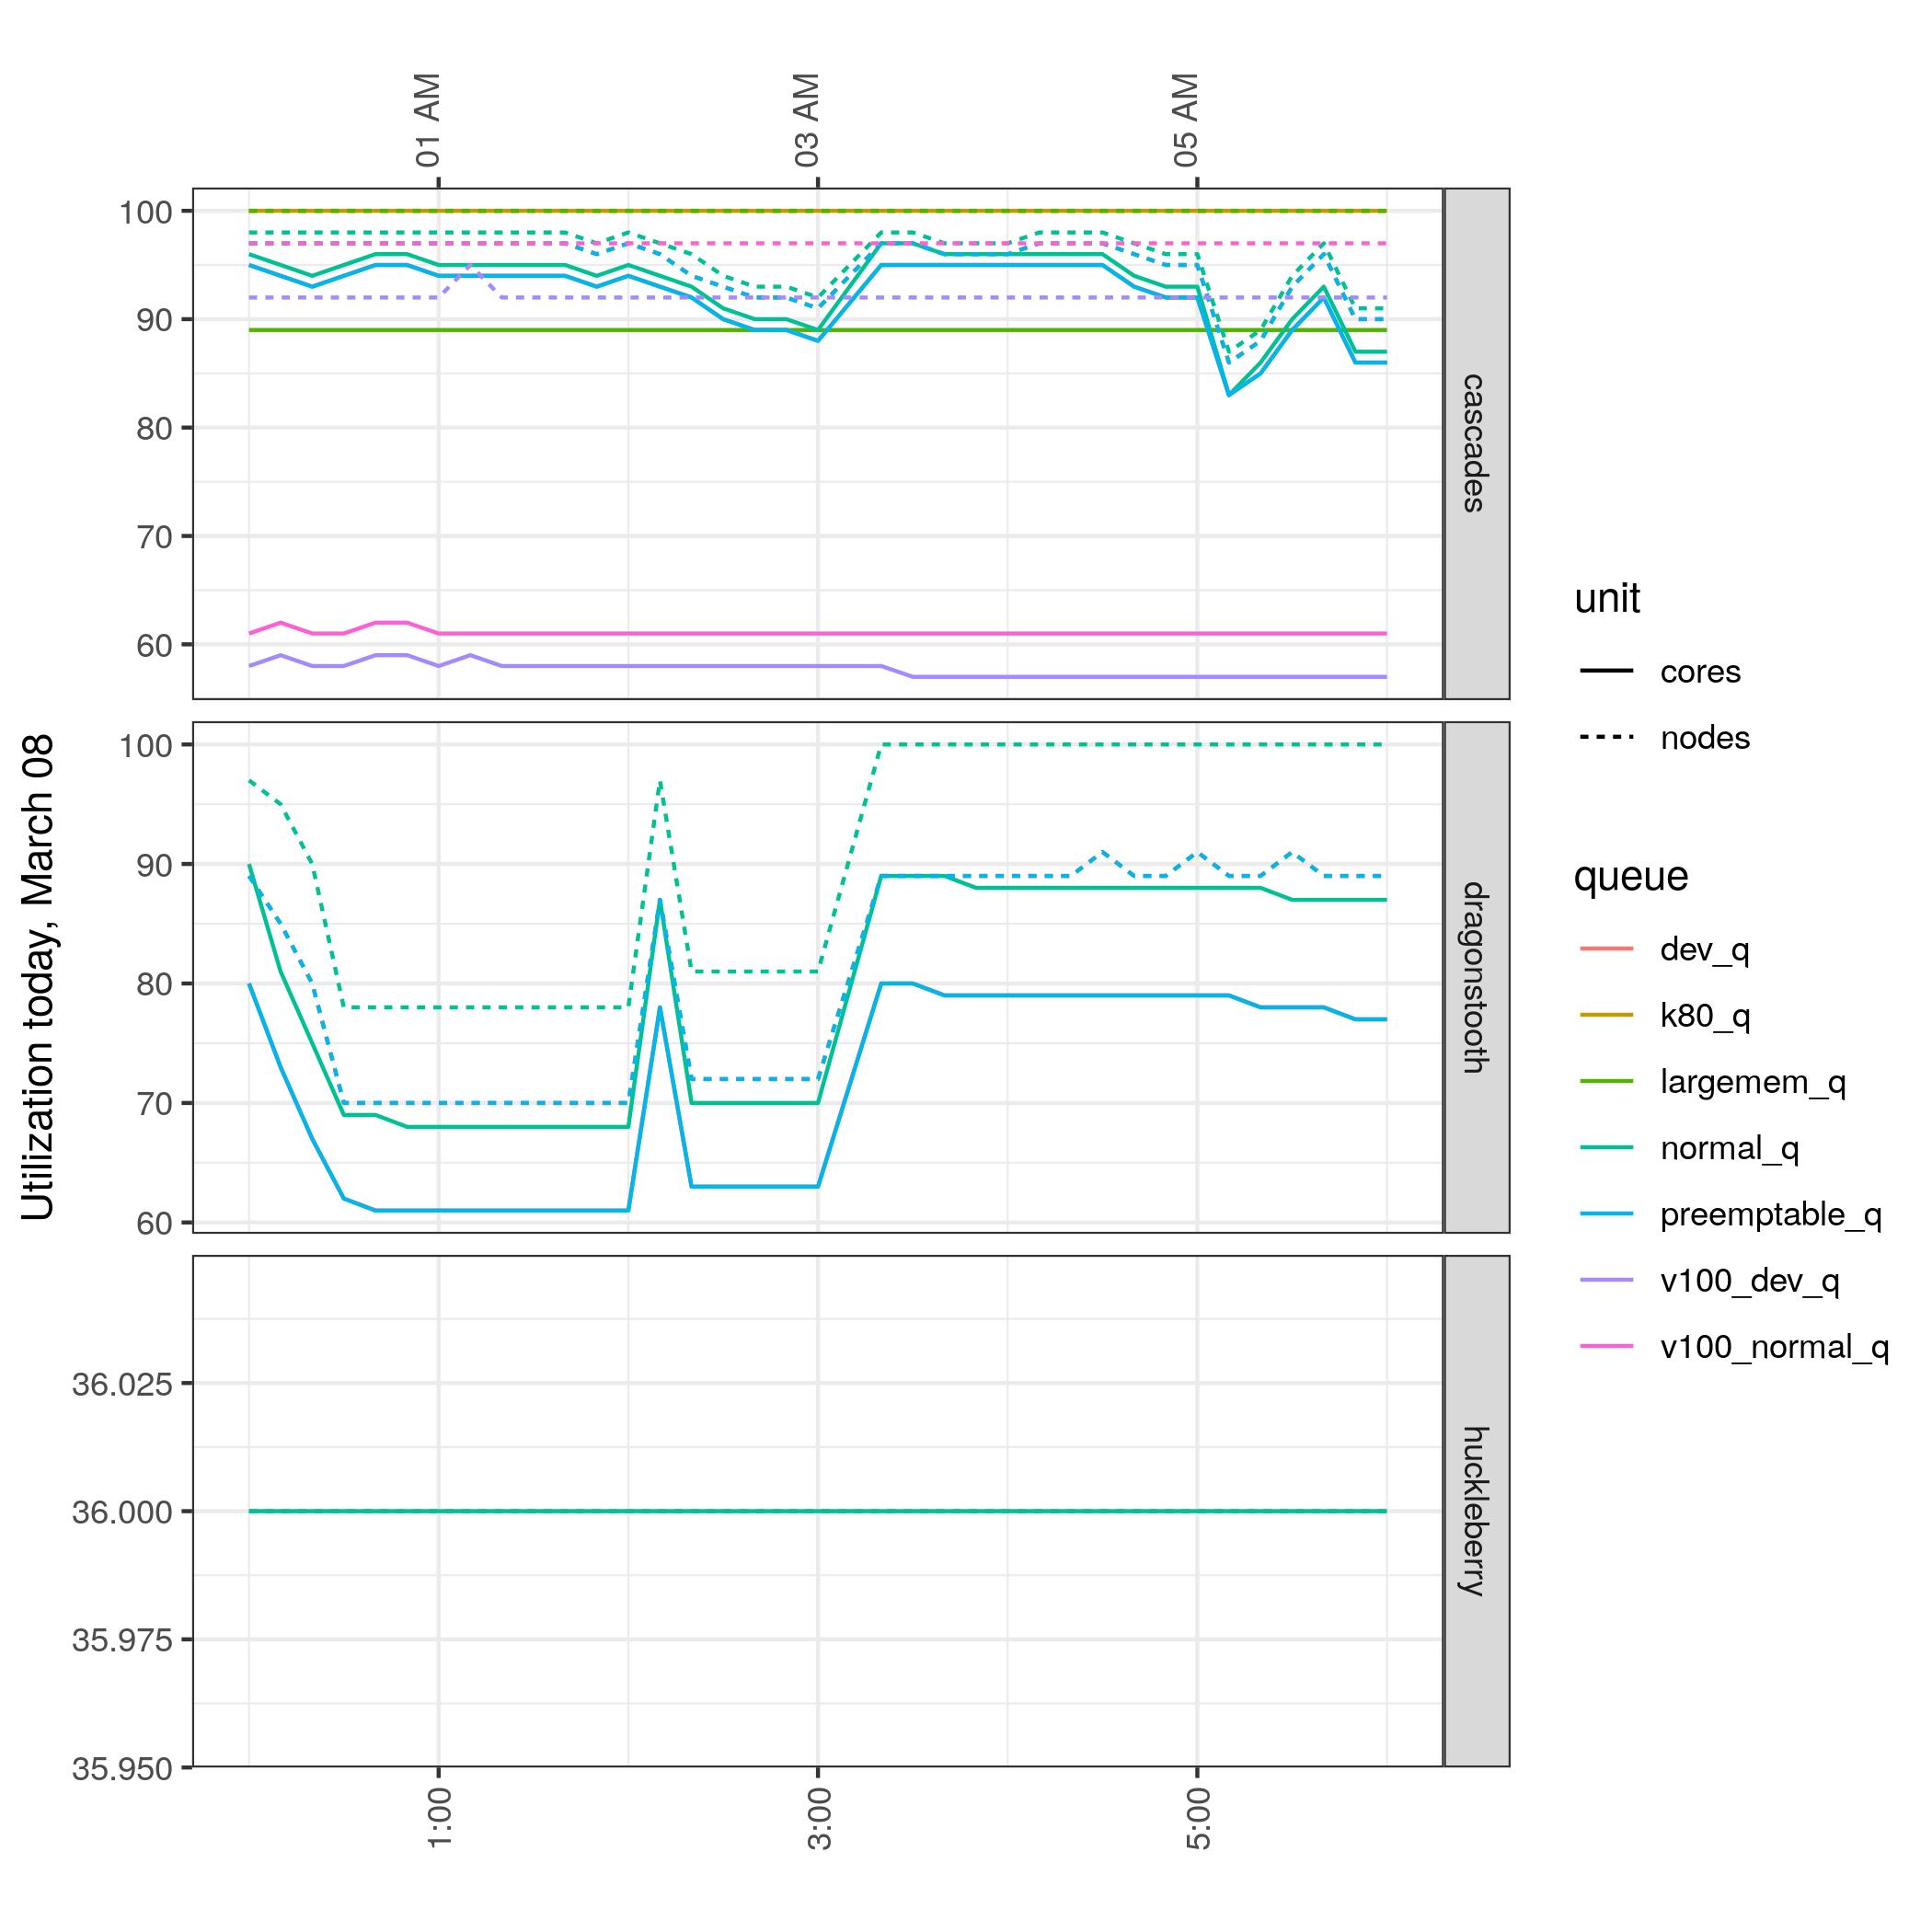 01 AM
03 AM
05 AM
100
90
80
70
60
cascades
100
90
80
70
60
dragonstooth
36.025
36.000
35.975
35.950
huckleberry
1:00
3:00
5:00
Utilization today, March 08
unit
cores
nodes
queue
dev_q
k80_q
largemem_q
normal_q
preemptable_q
v100_dev_q
v100_normal_q